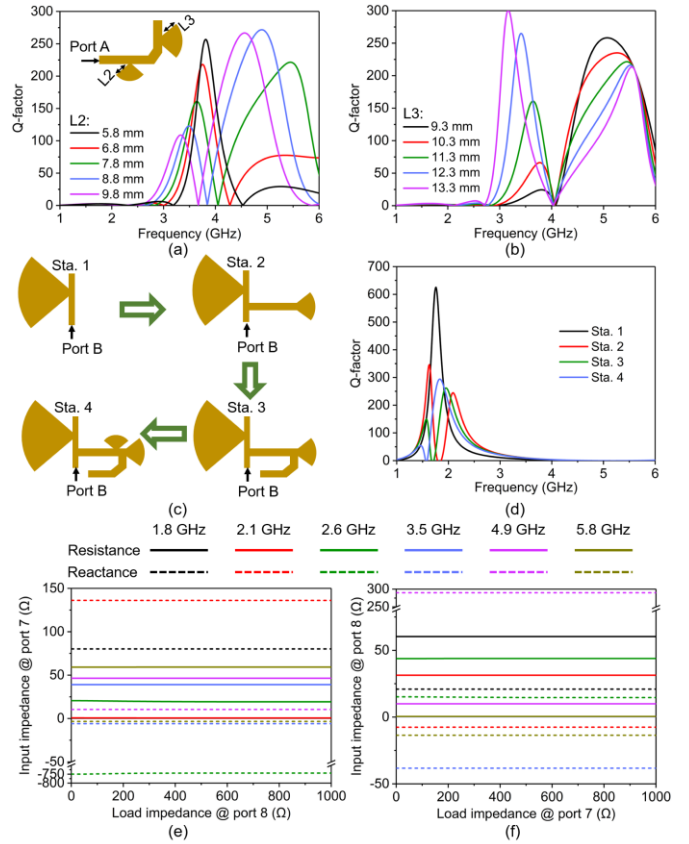 300
250
200
150
100
50
0
Q-factor
Port A
L2
L3
L2:
5.8 mm
6.8 mm
7.8 mm
8.8 mm
9.8 mm
1 2 3 4 5 6
Frequency (GHz)
(a)
300
250
200
150
100
50
0
Q-factor
L3:
9.3 mm
10.3 mm
11.3 mm
12.3 mm
13.3 mm
1 2 3 4 5 6
Frequency (GHz)
(b)
Sta. 1
Port B
Sta. 2
Port B
Sta. 4
Port B
Sta. 3
Port B
(c)
700
600
500
400
300
200
100
0
Q-factor
Sta. 1
Sta. 2
Sta. 3
Sta. 4
1 2 3 4 5 6
Frequency (GHz)
(d)
1.8 GHz 2.1 GHz 2.6 GHz 3.5 GHz 4.9 GHz 5.8 GHz
Resistance
Reactance
150
100
50
0
-50
-750
-800
Input impedance @ port 7 (Ω)
0 200 400 600 800 1000
Load impedance @ port 8 (Ω)
(e)
300
250
50
0
-50
Input impedance @ port 8 (Ω)
0 200 400 600 800 1000
Load impedance @ port 7 (Ω)
(f)